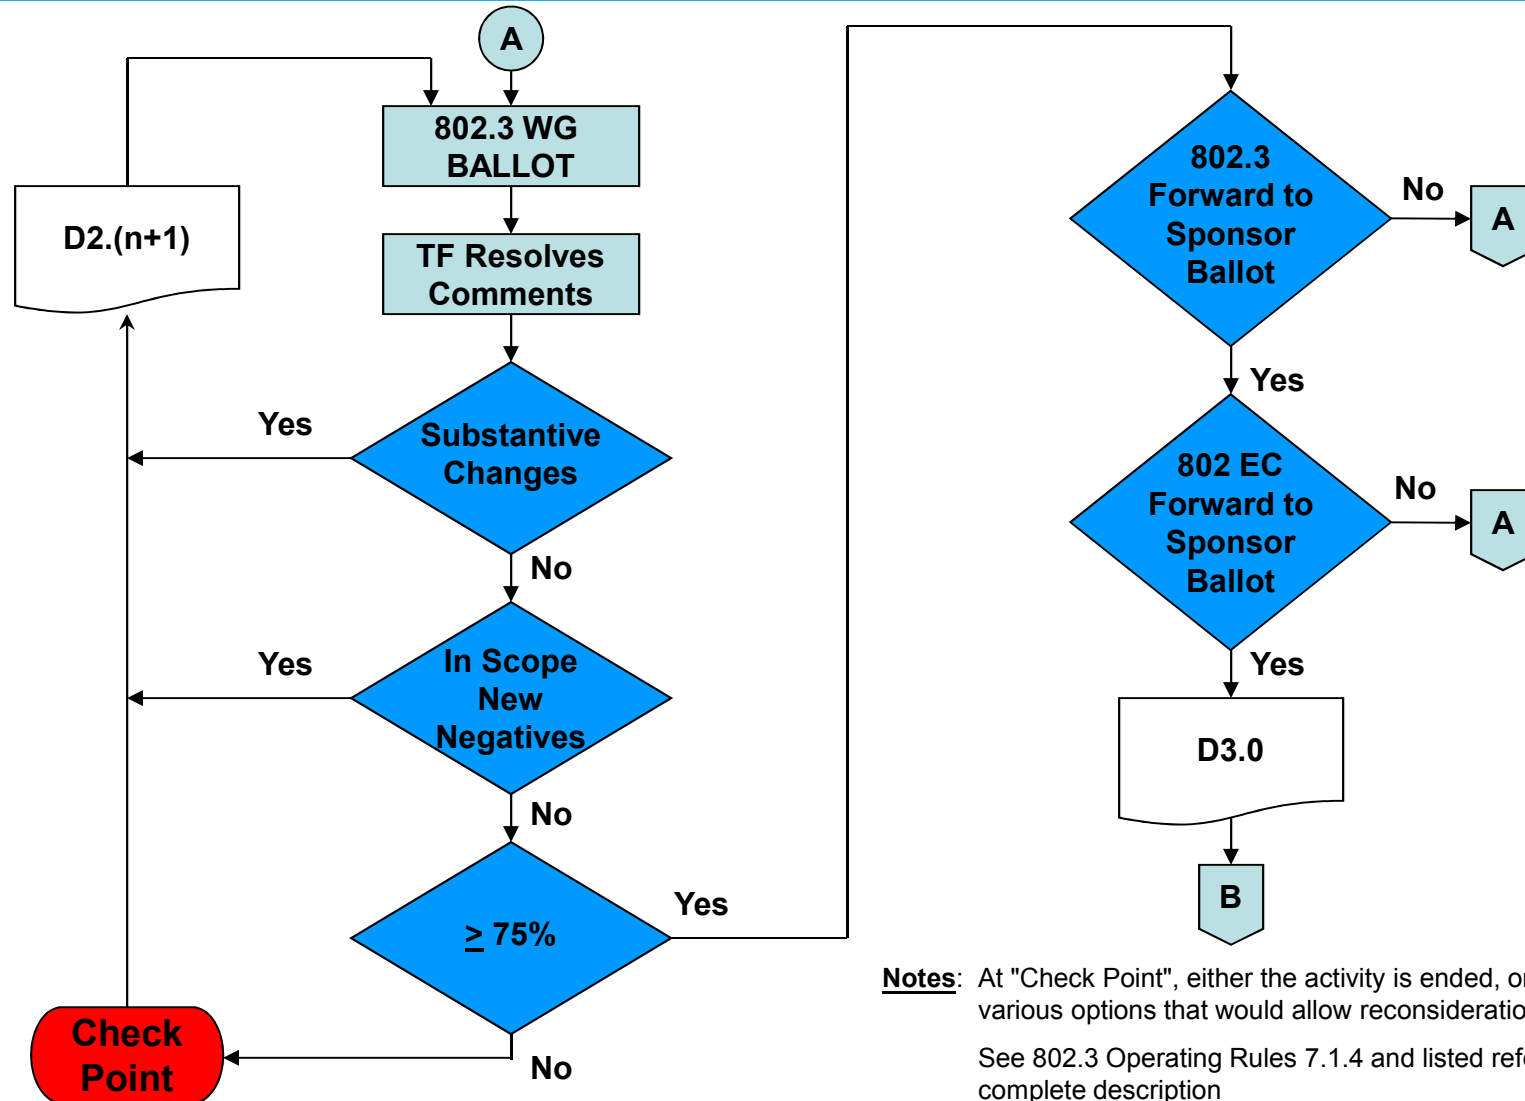 A
802.3 WG
BALLOT
D2.(n+1)
TF Resolves
Comments
Yes
Substantive
Changes
No
Yes
In Scope
New
Negatives
No
Yes
≥ 75%
No
Check
Point
802.3
Forward to
Sponsor
Ballot
No
A
Yes
802 EC
Forward to
Sponsor
Ballot
No
A
Yes
D3.0
B
Notes: At "Check Point", either the activity is ended, or
various options that would allow
See 802.3 Operating Rules 7.1.4 and listed
complete description